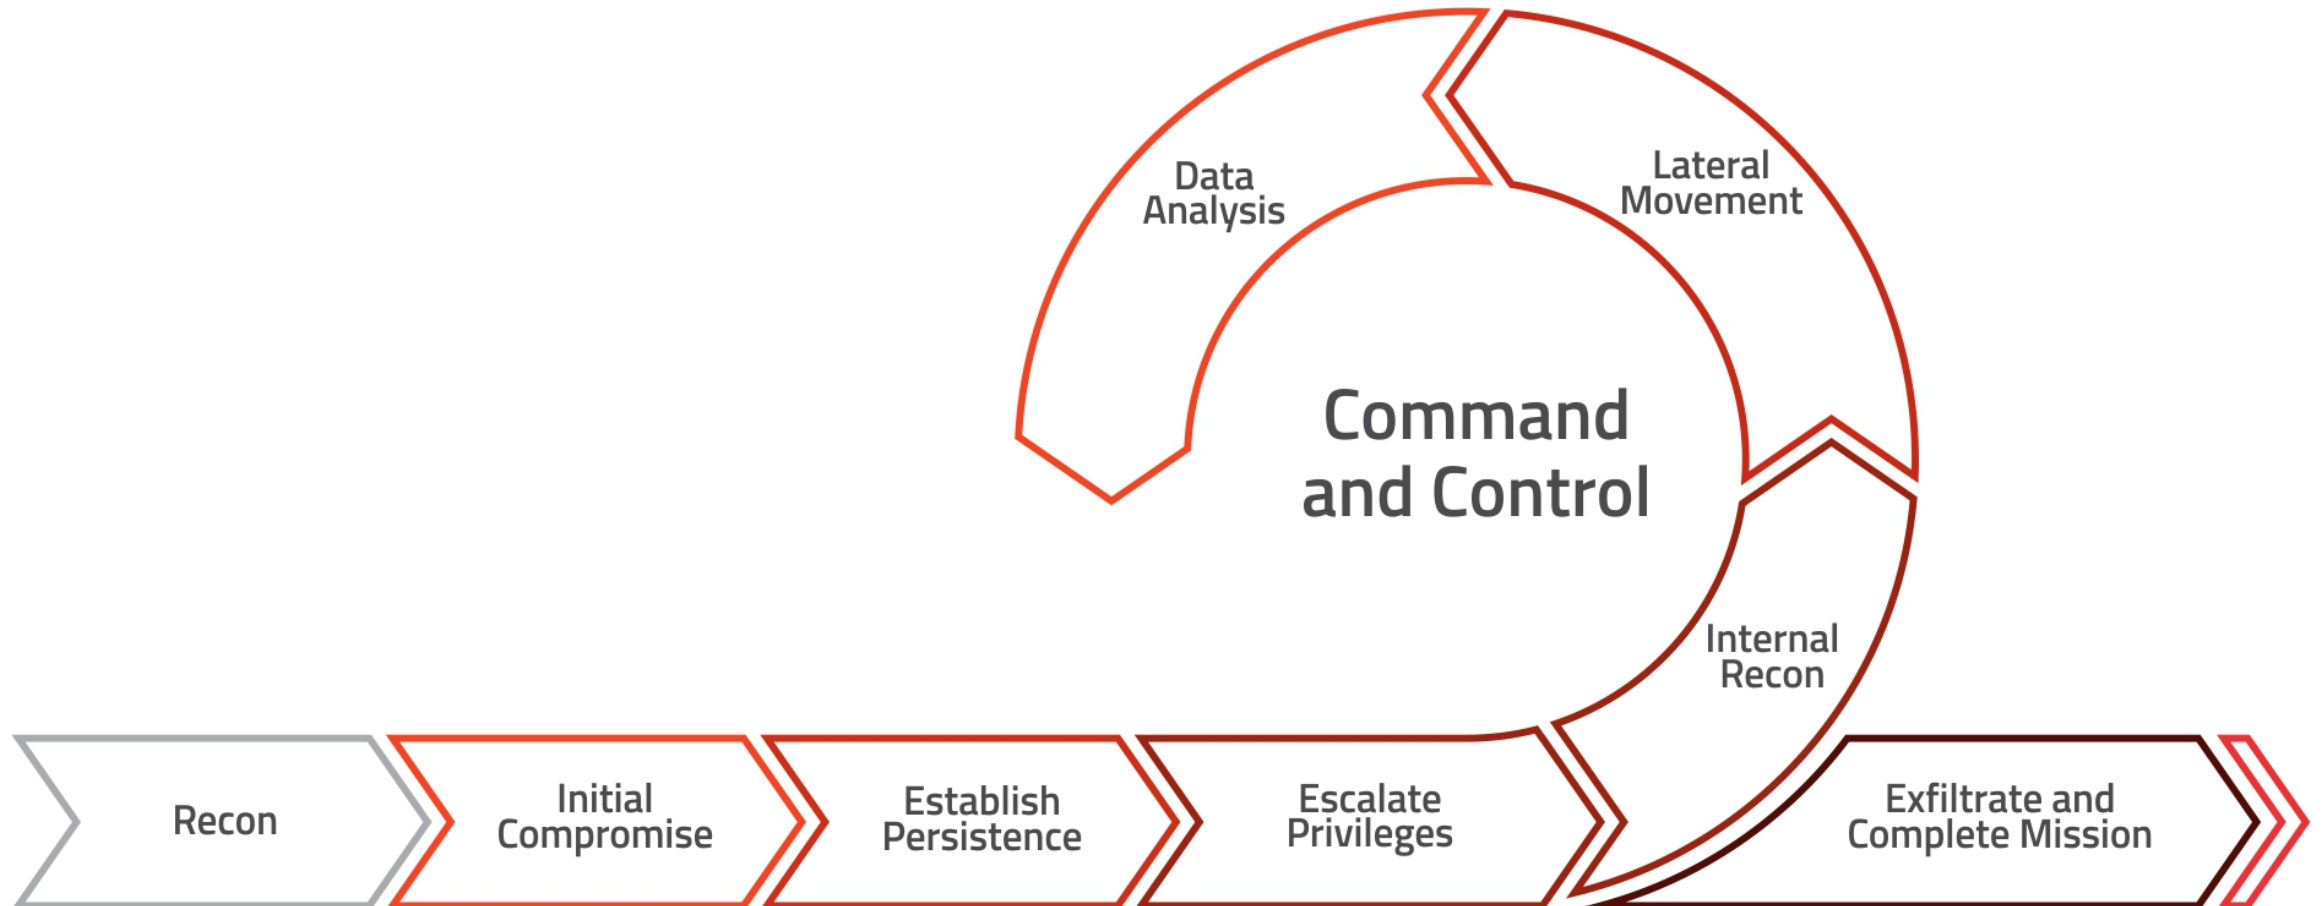 Data
Analysis
Lateral
Movement
Command
and Control
Internal
Recon
Recon
Initial
Compromise
Establish
Persistence
Escalate
Privileges
Exfiltrate and
Complete Mission